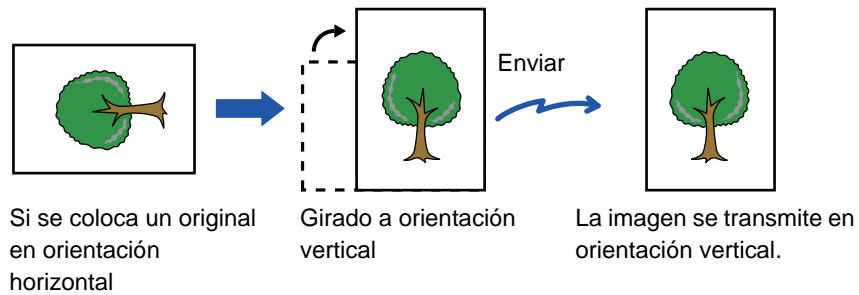 Enviar
Si se coloca un original
en orientación
horizontal
Girado a orientación
vertical
La imagen se transmite en
orientación vertical.